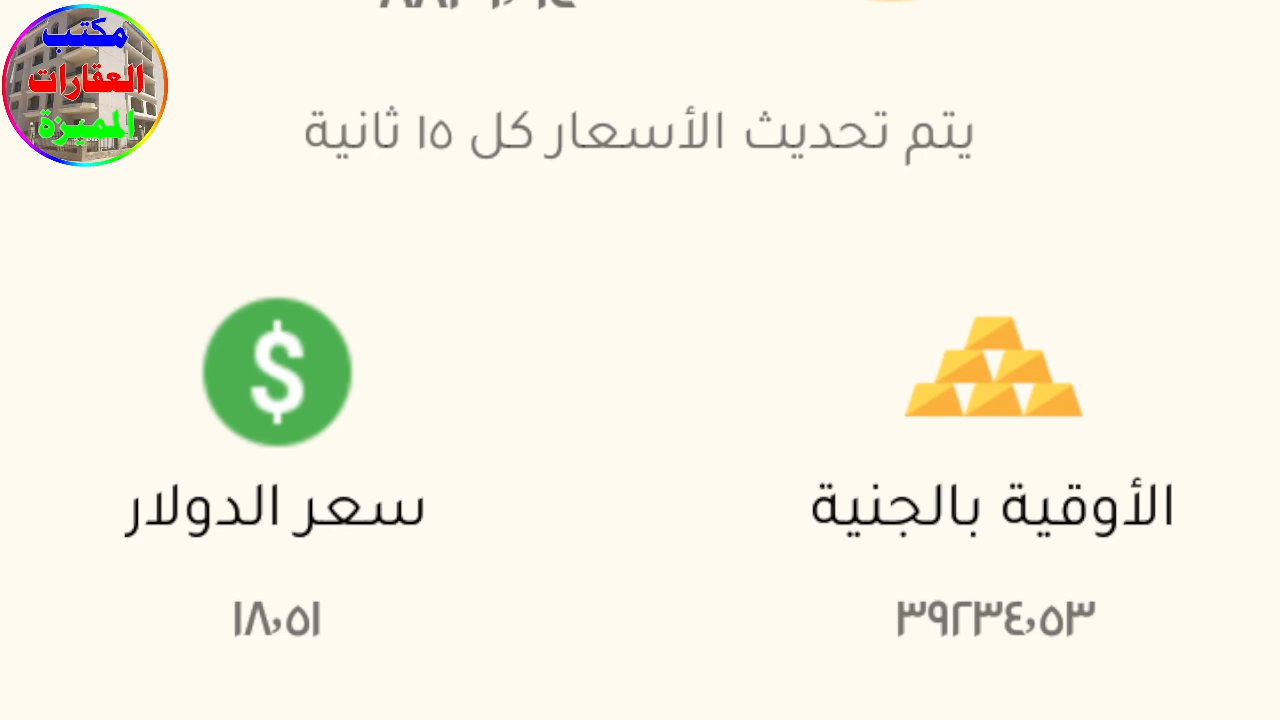 مكتب
العقارات
المميزة
يتم تحديث الأسعار كل ١٥ ثانية
$
الأوقية بالجنية
سعر الدولار
٣٩٢٣٤,٥٣
١٨,٥١